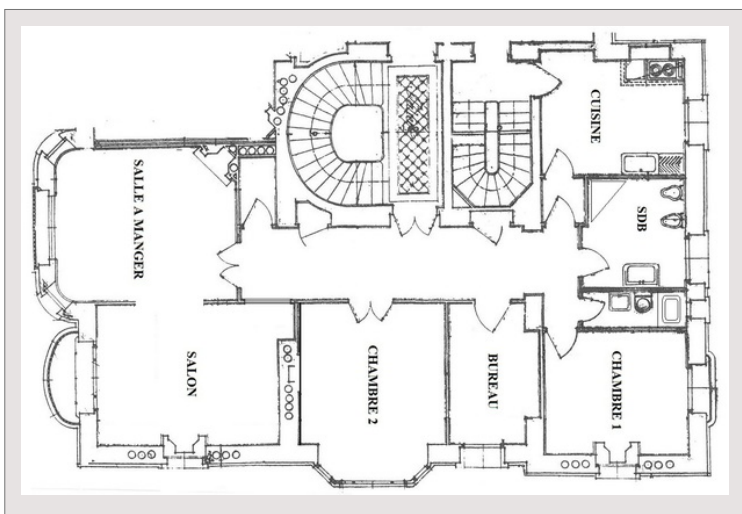 CUISINE
SALLE A MANGER
SDB
SALON
CHAMBRE 2
BUREAU
CHAMBRE 1